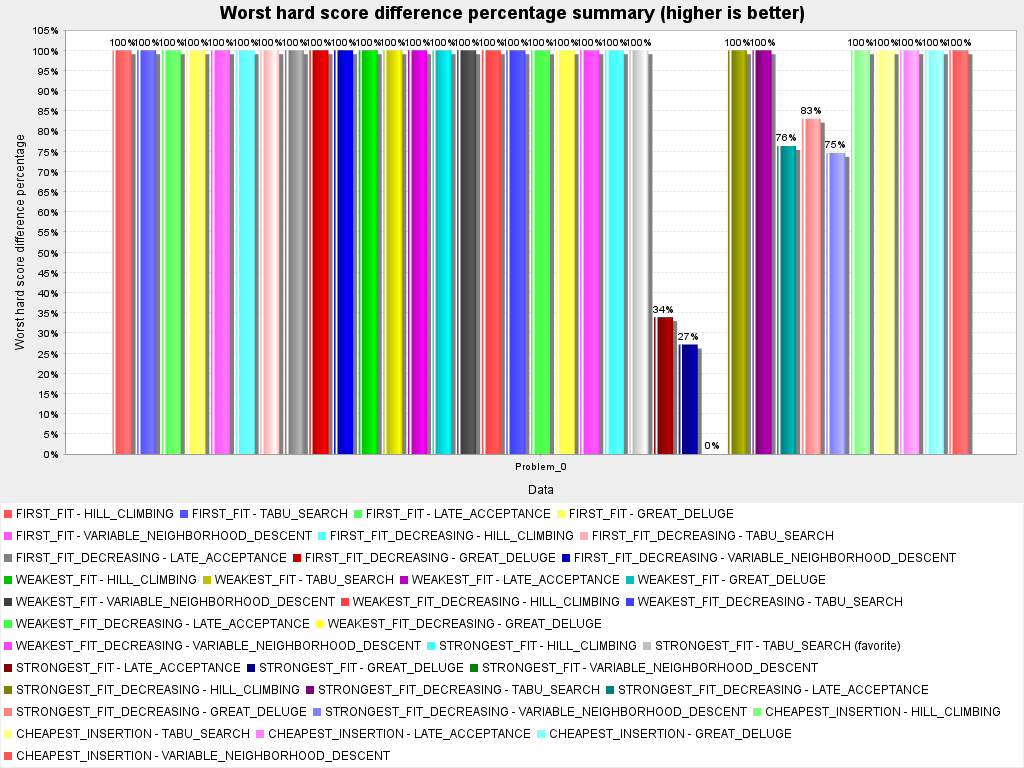 Worst hard score difference percentage summary (higher is better)
105%
100%
95%
90%
85%
80%
75%
70%
65%
60%
55%
50%
45%
40%
35%
30%
25%
20%
15%
10%
5%
0%
Worst hard score difference percentage
100% 100% 100% 100% 100% 100% 100% 100% 100% 100% 100% 100% 100% 100% 100% 100% 100% 100% 100% 100% 100% 100% 34% 27% 0% 100% 100% 76% 83% 75% 100% 100% 100% 100% 100%
Problem_0
Data
FIRST_FIT - HILL_CLIMBING FIRST_FIT - TABU_SEARCH FIRST_FIT - LATE_ACCEPTANCE FIRST_FIT - GREAT_DELUGE
FIRST_FIT - VARIABLE_NEIGHBORHOOD_DESCENT FIRST_FIT_DECREASING - HILL_CLIMBING FIRST_FIT_DECREASING - TABU_SEARCH
FIRST_FIT_DECREASING - LATE_ACCEPTANCE FIRST_FIT_DECREASING - GREAT_DELUGE FIRST_FIT_DECREASING - VARIABLE_NEIGHBORHOOD_DESCENT
WEAKEST_FIT - HILL_CLIMBING WEAKEST_FIT - TABU_SEARCH WEAKEST_FIT - LATE_ACCEPTANCE WEAKEST_FIT - GREAT_DELUGE
WEAKEST_FIT - VARIABLE_NEIGHBORHOOD_DESCENT WEAKEST_FIT_DECREASING - HILL_CLIMBING WEAKEST_FIT_DECREASING - TABU_SEARCH
WEAKEST_FIT_DECREASING - LATE_ACCEPTANCE WEAKEST_FIT_DECREASING - GREAT_DELUGE
WEAKEST_FIT_DECREASING - VARIABLE_NEIGHBORHOOD_DESCENT STRONGEST_FIT - HILL_CLIMBING STRONGEST_FIT - TABU_SEARCH (favorite)
STRONGEST_FIT - LATE_ACCEPTANCE STRONGEST_FIT - GREAT_DELUGE STRONGEST_FIT - VARIABLE_NEIGHBORHOOD_DESCENT
STRONGEST_FIT_DECREASING - HILL_CLIMBING STRONGEST_FIT_DECREASING - TABU_SEARCH STRONGEST_FIT_DECREASING - LATE_ACCEPTANCE
STRONGEST_FIT_DECREASING - GREAT_DELUGE STRONGEST_FIT_DECREASING - VARIABLE_NEIGHBORHOOD_DESCENT CHEAPEST_INSERTION - HILL_CLIMBING
CHEAPEST_INSERTION - TABU_SEARCH CHEAPEST_INSERTION - LATE_ACCEPTANCE CHEAPEST_INSERTION - GREAT_DELUGE
CHEAPEST_INSERTION - VARIABLE_NEIGHBORHOOD_DESCENT